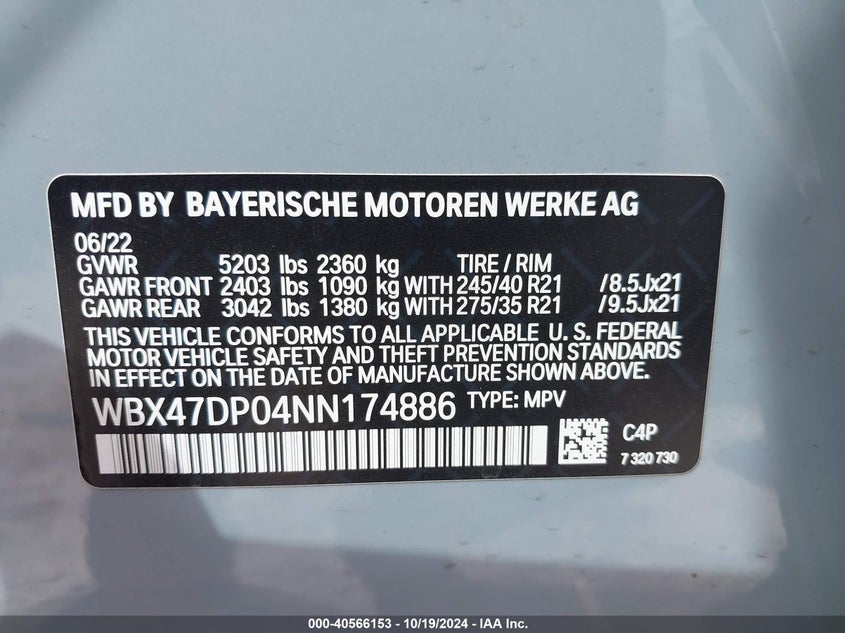 MFD BY BAYERISCHE MOTOREN WERKE AG
06/22
GVWR 5203 lbs 2360 kg TIRE / RIM
GAWR FRONT 2403 lbs 1090 kg WITH 245/40 R21 /8.5Jx21
GAWR REAR 3042 lbs 1380 kg WITH 275/35 R21 /9.5Jx21
THIS VEHICLE CONFORMS TO ALL APPLICABLE U. S. FEDERAL
MOTOR VEHICLE SAFETY AND THEFT PREVENTION STANDARDS
IN EFFECT ON THE DATE OF MANUFACTURE SHOWN ABOVE.
WBX47DP04NN174886 TYPE: MPV
C4P
7 320 730
000-40566153 - 10/19/2024 - IAA Inc.